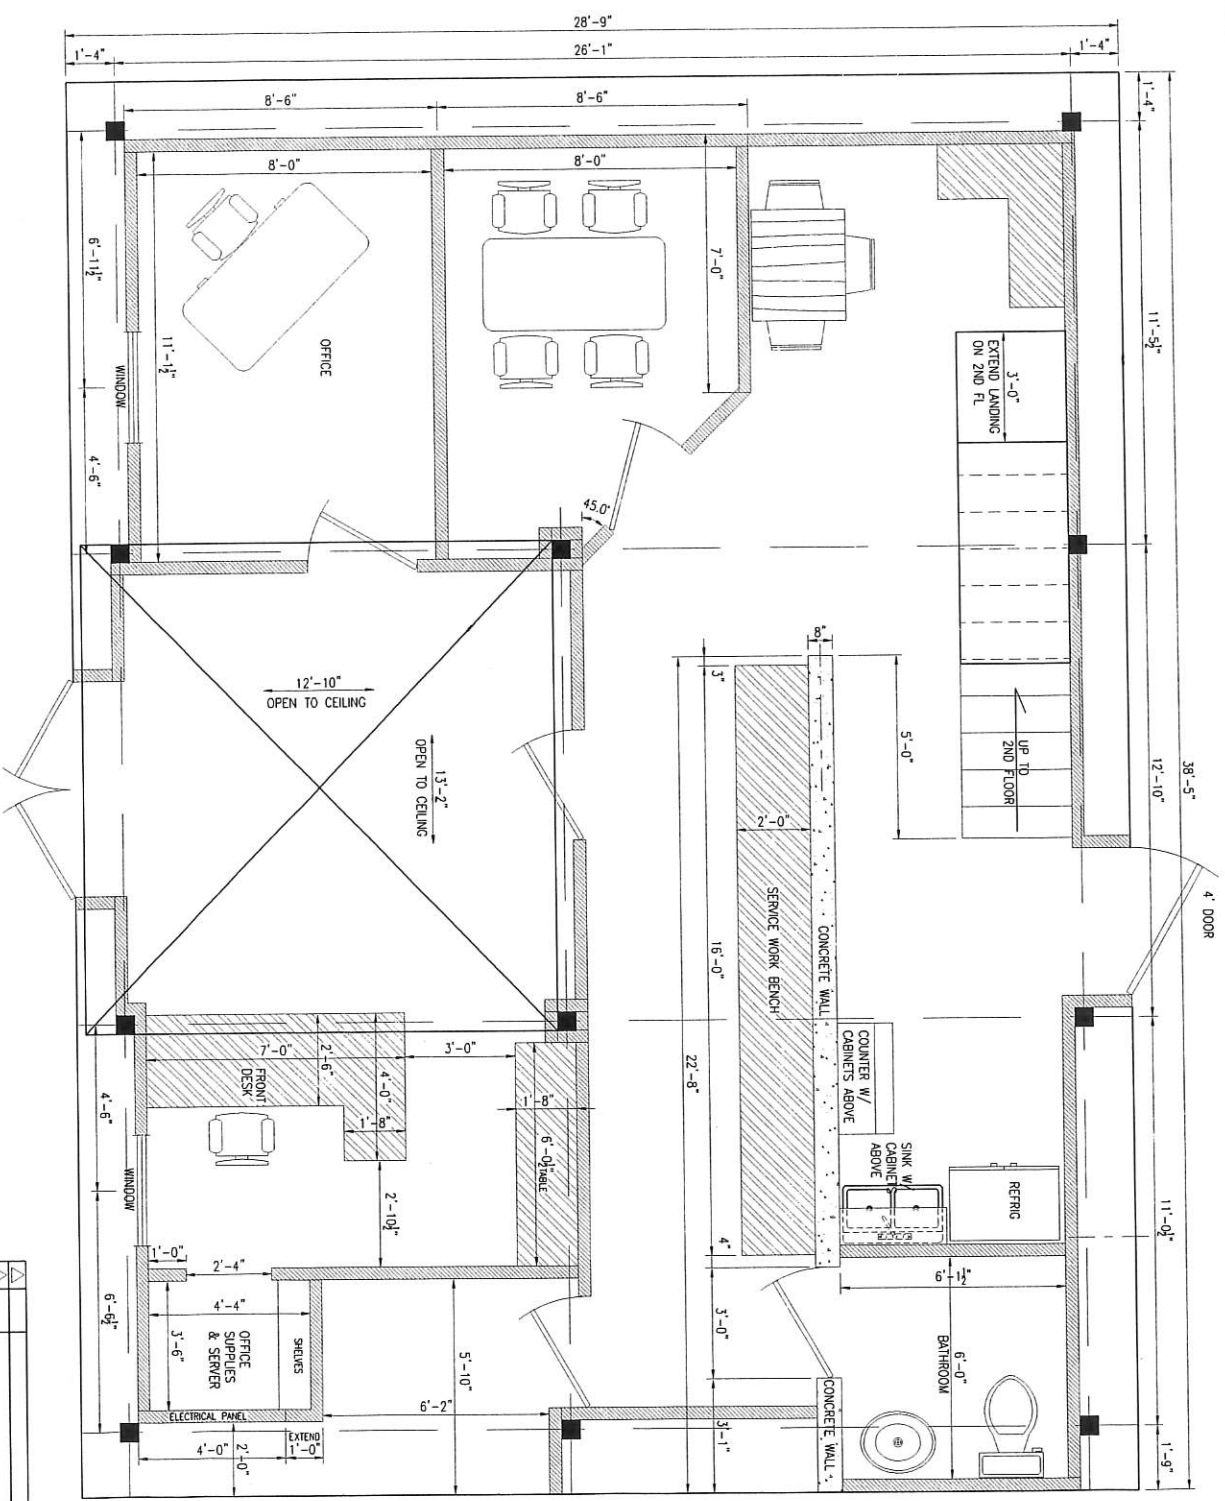 28'-9"
1'-4"
26'-1"
1'-4"
8'-6"
8'-6"
1'-4"
8'-0"
8'-0"
7'-0"
6'-11½"
11'-1½"
OFFICE
WINDOW
4'-6"
45.0°
3'-0"
EXTEND LANDING
ON 2ND FL
11'-5½"
12'-10"
OPEN TO CEILING
13'-2"
OPEN TO CEILING
8"
3"
5'-0"
UP TO
2ND FLOOR
12'-10"
38'-5"
4' DOOR
2'-0"
SERVICE WORK BENCH
CONCRETE WALL
16'-0"
22'-8"
COUNTER W/
CABINETS ABOVE
SINK W/
CABINETS
ABOVE
REFRIG
11'-0½"
7'-0"
2'-6"
4'-0"
3'-0"
FRONT
DESK
1'-8"
1'-8"
6'-0½"
TABLE
4'-6"
WINDOW
2'-10½"
4"
6'-1½"
1'-0"
2'-4"
4'-4"
3'-6"
OFFICE
SUPPLIES
& SERVER
SHELVES
6'-6½"
5'-10"
3'-0"
6'-0"
BATHROOM
ELECTRICAL PANEL
6'-2"
3'-1"
CONCRETE WALL
EXTEND
1'-0"
4'-0"
2'-0"
1'-9"